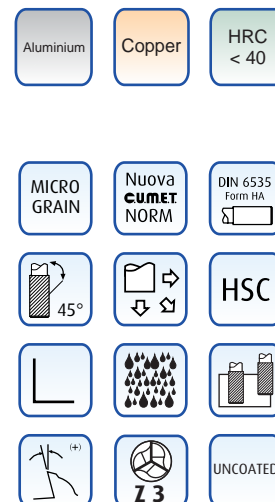 Aluminium
Copper
HRC
< 40
MICRO
GRAIN
Nuova
C.U.M.E.T.
NORM
DIN 6535
Form HA
45°
HSC
(+)
Z 3
UNCOATED